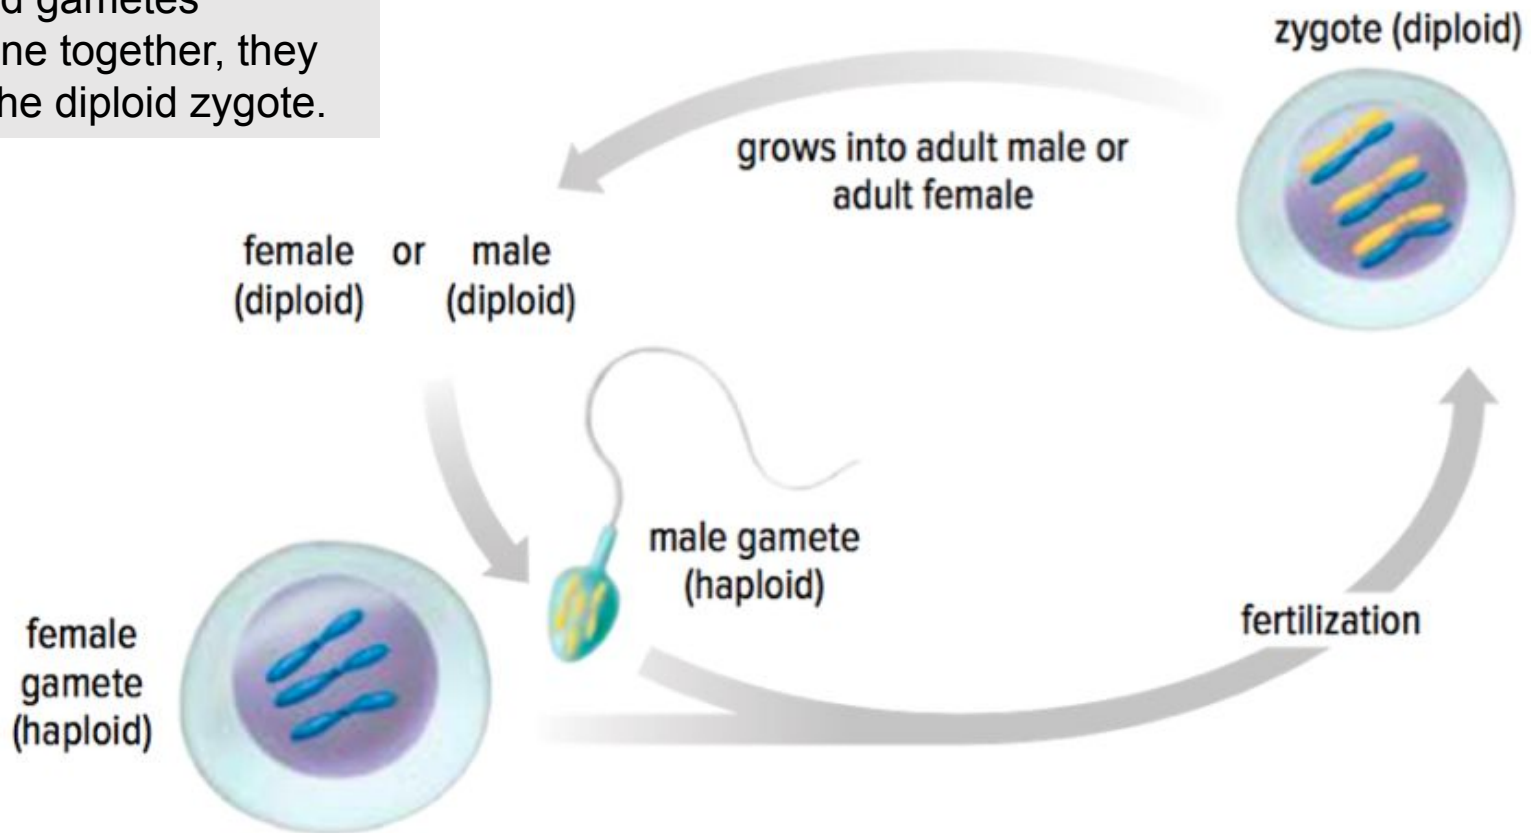 d gametes
ne together, they
he diploid zygote.
zygote (diploid)
grows into adult male or
adult female
female or male
(diploid) (diploid)
male gamete
(haploid)
female
gamete
(haploid)
fertilization